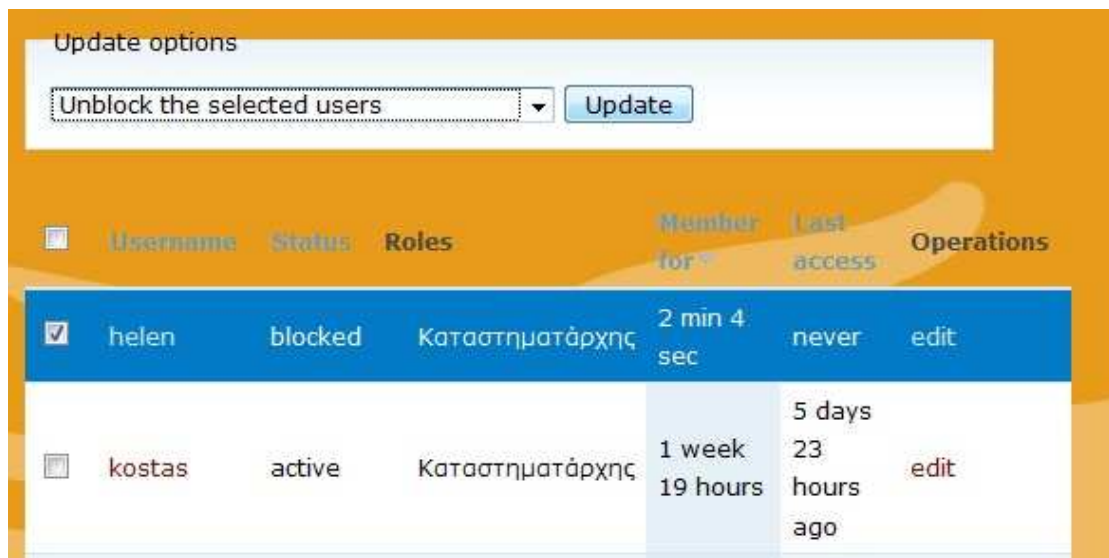 Update options
Unblock the selected users Update
Username Status Roles Member for Last access Operations
helen blocked Καταστηματάρχης 2 min 4 sec never edit
kostas active Καταστηματάρχης 1 week 19 hours 5 days 23 hours ago edit